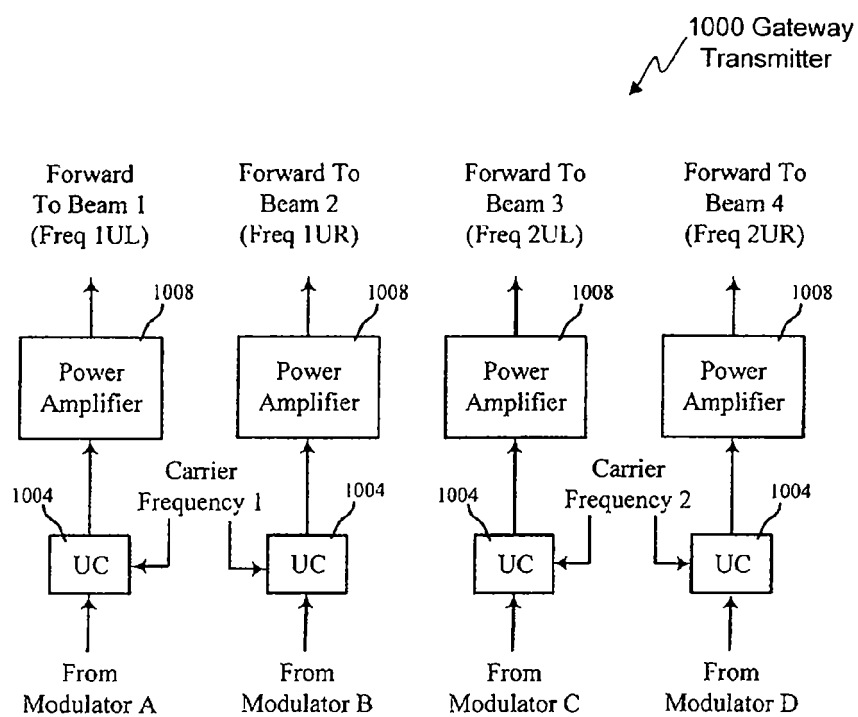 1000 Gateway
Transmitter
Forward
To Beam 1
(Freq 1UL)
Forward To
Beam 2
(Freq 1UR)
Forward To
Beam 3
(Freq 2UL)
Forward To
Beam 4
(Freq 2UR)
1008
1008
1008
1008
Power
Amplifier
Power
Amplifier
Power
Amplifier
Power
Amplifier
1004
Carrier
Frequency 1
1004
1004
Carrier
Frequency 2
1004
UC
UC
UC
UC
From
Modulator A
From
Modulator B
From
Modulator C
From
Modulator D